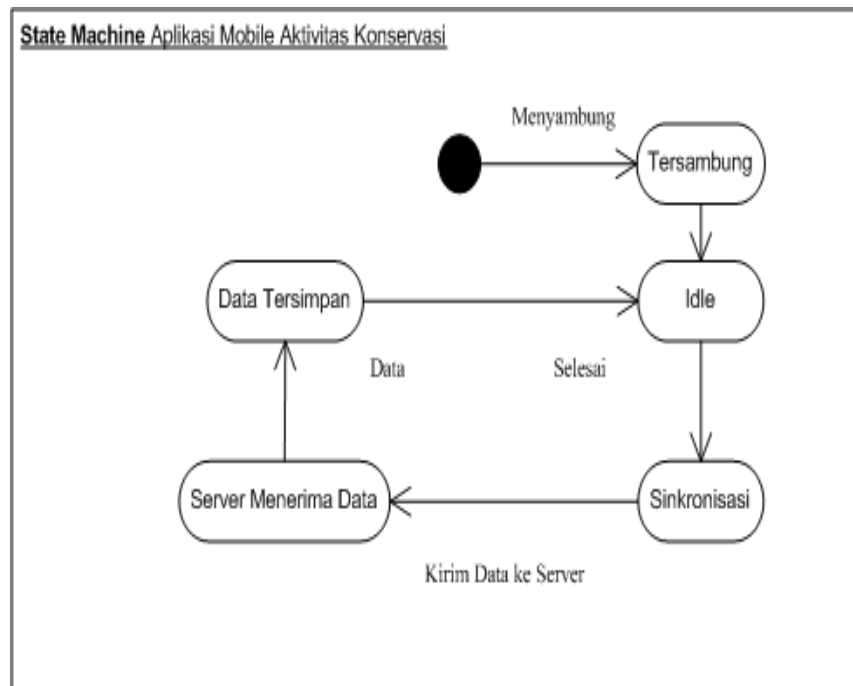 State Machine Aplikasi Mobile Aktivitas Konservasi
Menyambung
Tersambung
Data Tersimpan
Idle
Data
Selesai
Server Menerima Data
Sinkronisasi
Kirim Data ke Server